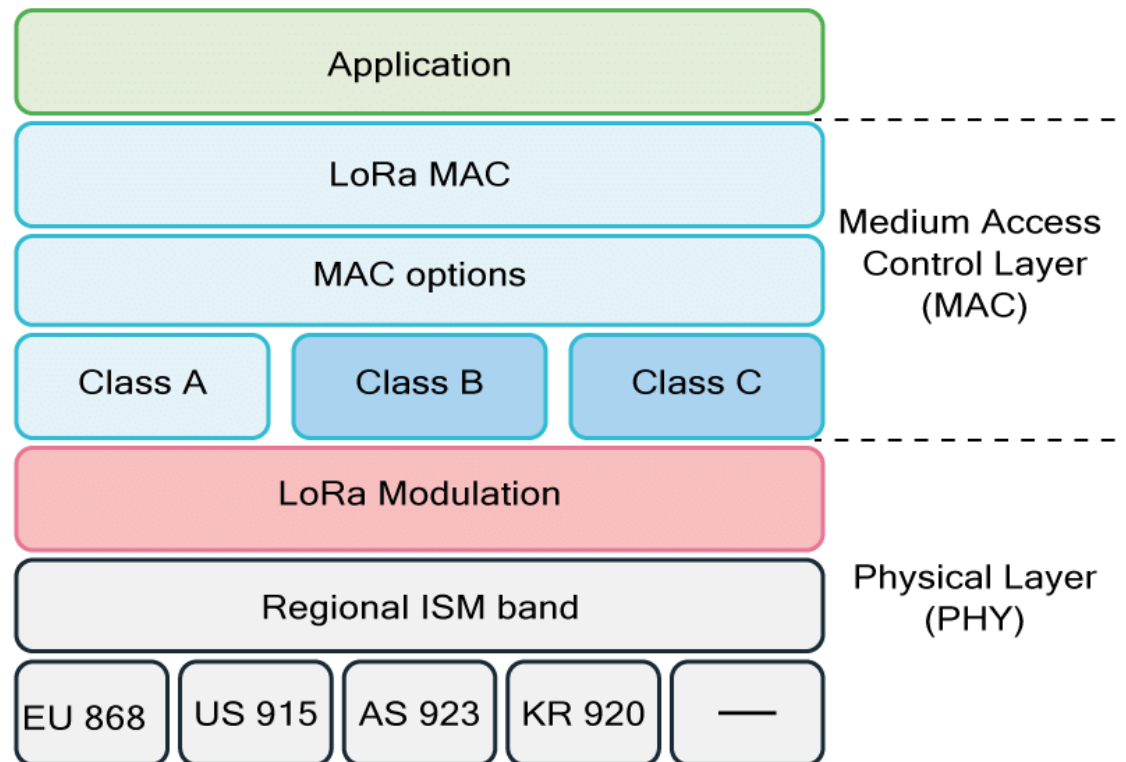 Application
LoRa MAC
MAC options
Medium Access
Control Layer
(MAC)
Class A
Class B
Class C
LoRa Modulation
Regional ISM band
Physical Layer
(PHY)
EU 868
US 915
AS 923
KR 920
—